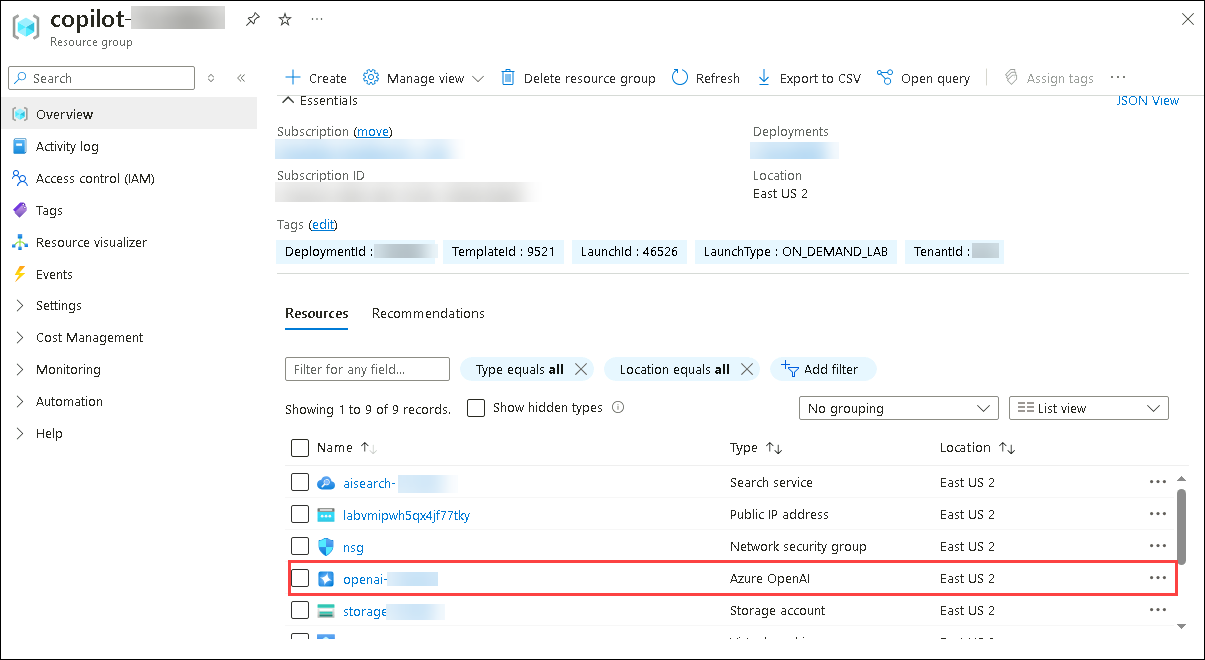 copilot-
Resource group
Search
Create Manage view Delete resource group Refresh Export to CSV Open query Assign tags
Overview
Activity log
Access control (IAM)
Tags
Resource visualizer
Events
Settings
Cost Management
Monitoring
Automation
Help
Essentials JSON View
Subscription (move) Deployments
Subscription ID Location
East US 2
Tags (edit)
DeploymentId : TemplateId : 9521 LaunchId : 46526 LaunchType : ON_DEMAND_LAB TenantId :
Resources Recommendations
Filter for any field... Type equals all Location equals all Add filter
Showing 1 to 9 of 9 records. Show hidden types No grouping List view
Name Type Location
aisearch- Search service East US 2
labvmipwh5qx4jf77tky Public IP address East US 2
nsg Network security group East US 2
openai- Azure OpenAI East US 2
storage Storage account East US 2